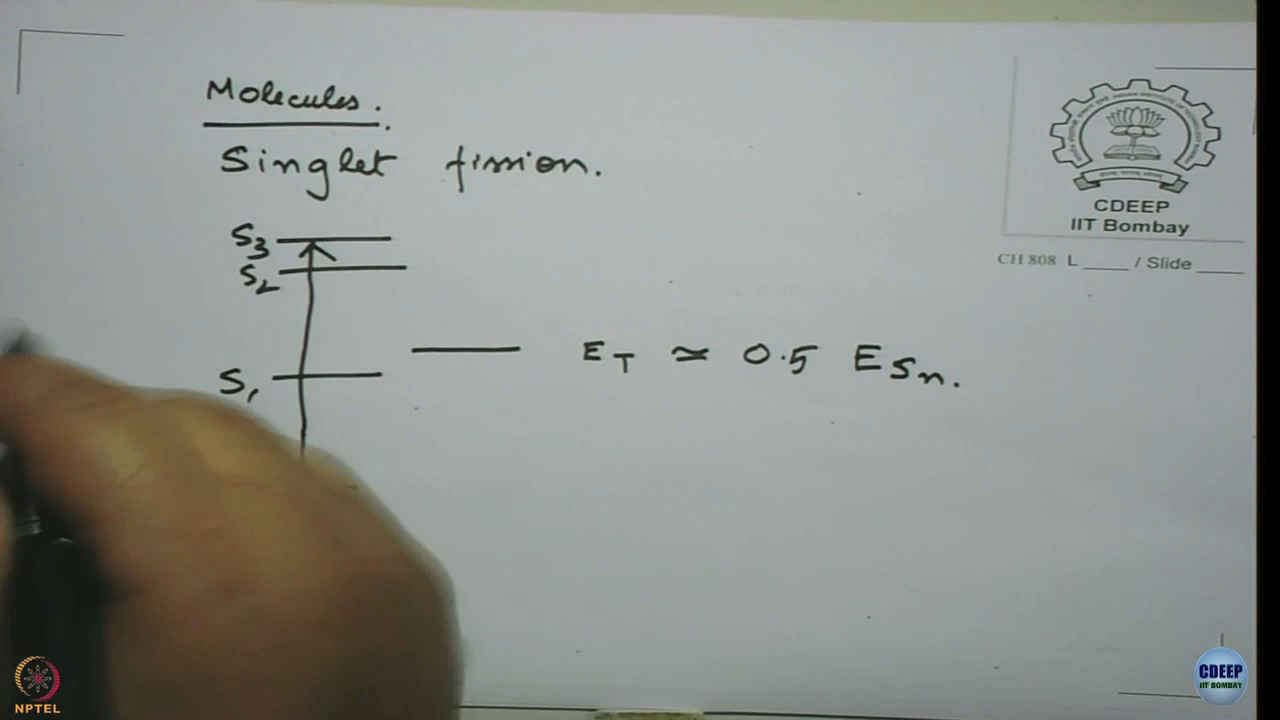 Molecules.
Singlet fission.
S3
S2
S1
ET ≃ 0.5 ESn.
CDEEP
IIT Bombay
CH 808 L ____ / Slide ____
NPTEL
CDEEP
IIT BOMBAY